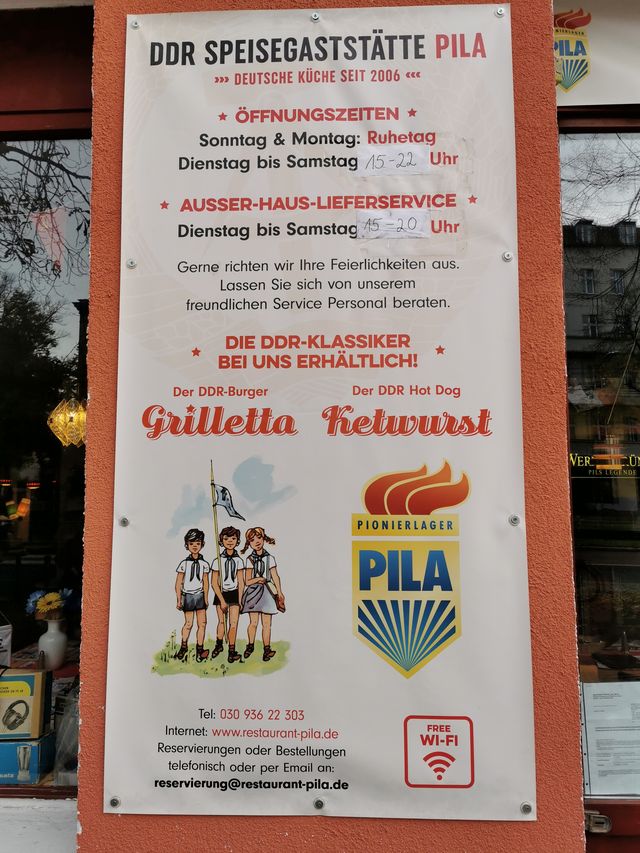 DDR SPEISEGASTSTÄTTE PILA
»»» DEUTSCHE KÜCHE SEIT 2006 «««
★ ÖFFNUNGSZEITEN ★
Sonntag & Montag: Ruhetag
Dienstag bis Samstag 15-22 Uhr
★ AUSSER-HAUS-LIEFERSERVICE ★
Dienstag bis Samstag 15-20 Uhr
Gerne richten wir Ihre Feierlichkeiten aus.
Lassen Sie sich von unserem
freundlichen Service Personal beraten.
★ DIE DDR-KLASSIKER
BEI UNS ERHÄLTLICH! ★
Der DDR-Burger
Grilletta
Der DDR Hot Dog
Ketwurst
PIONIERLAGER
PILA
Tel: 030 936 22 303
Internet: www.restaurant-pila.de
Reservierungen oder Bestellungen
telefonisch oder per Email an:
reservierung@restaurant-pila.de
FREE
WI-FI
PIONIERLAGER
PILA
PILS LEGENDE